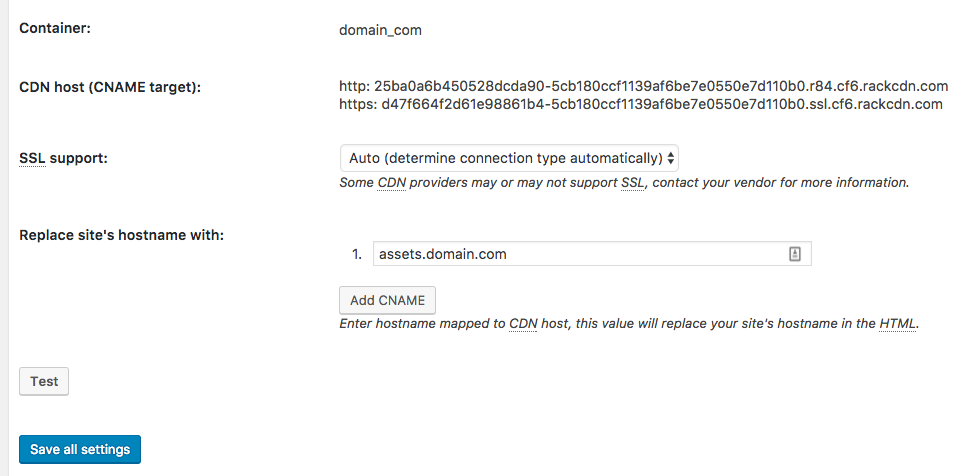 Container:
domain_com
CDN host (CNAME target):
http: 25ba0a6b450528dcda90-5cb180ccf1139af6be7e0550e7d110b0.r84.cf6.rackcdn.com
https: d47f664f2d61e98861b4-5cb180ccf1139af6be7e0550e7d110b0.ssl.cf6.rackcdn.com
SSL support:
Auto (determine connection type automatically)
Some CDN providers may or may not support SSL, contact your vendor for more information.
Replace site's hostname with:
1. assets.domain.com
Add CNAME
Enter hostname mapped to CDN host, this value will replace your site's hostname in the HTML.
Test
Save all settings